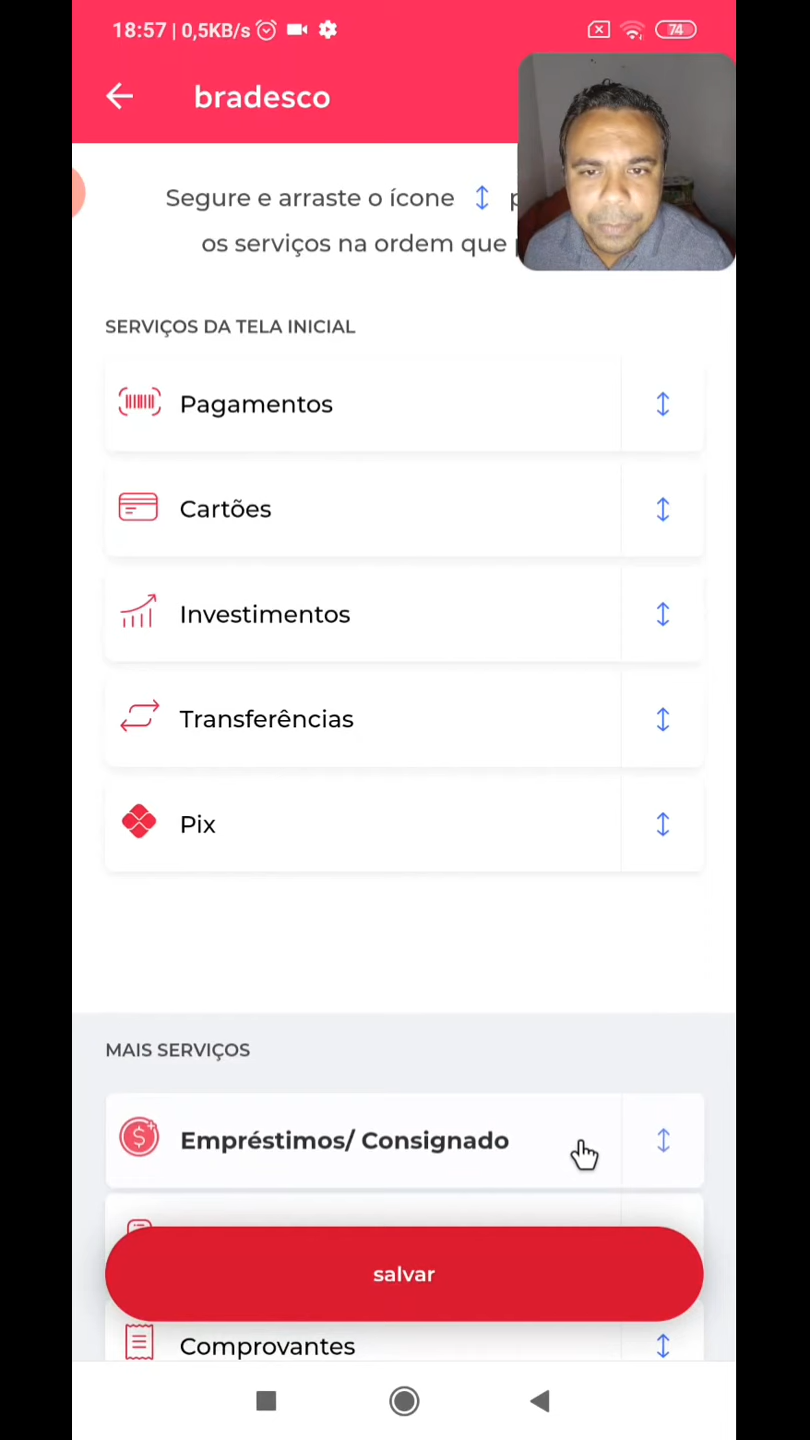 18:57 | 0,5KB/s
74
bradesco
Segure e arraste o ícone
os serviços na ordem que
SERVIÇOS DA TELA INICIAL
Pagamentos
Cartões
Investimentos
Transferências
Pix
MAIS SERVIÇOS
Empréstimos/ Consignado
salvar
Comprovantes